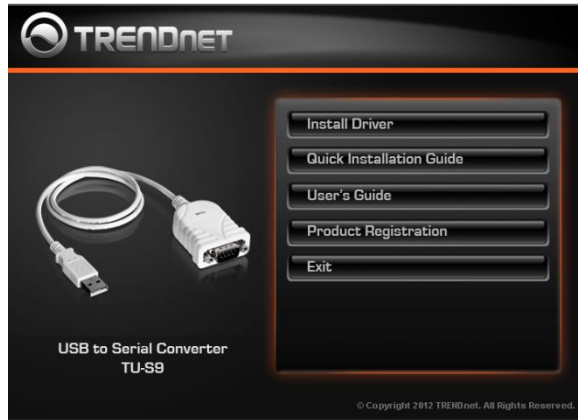 TRENDNET
Install Driver
Quick Installation Guide
User's Guide
Product Registration
Exit
USB to Serial Converter
TU-S9
© Copyright 2012 TRENDnet. All Rights Reserved.